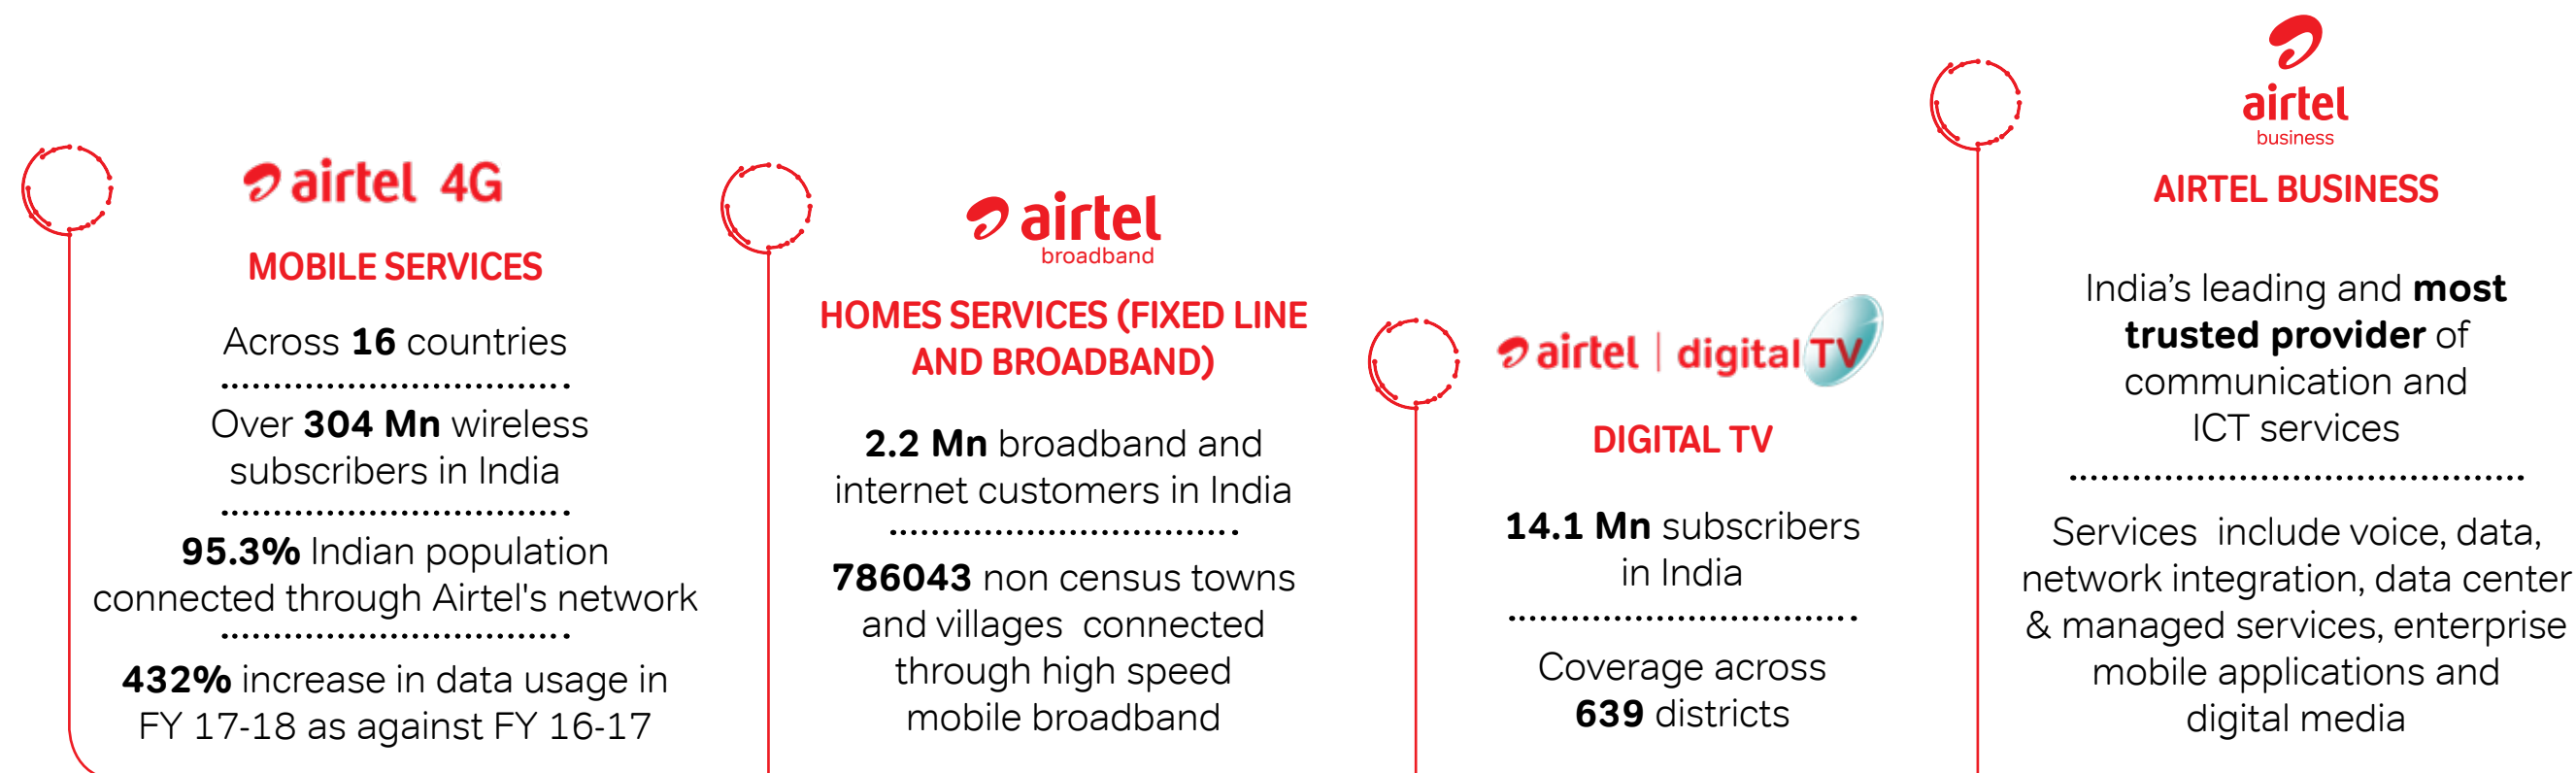 airtel 4G
MOBILE SERVICES
Across 16 countries
Over 304 Mn wireless
subscribers in India
95.3% Indian population
connected through Airtel's network
432% increase in data usage in
FY 17-18 as against FY 16-17
airtel
broadband
HOMES SERVICES (FIXED LINE
AND BROADBAND)
2.2 Mn broadband and
internet customers in India
786043 non census towns
and villages connected
through high speed
mobile broadband
airtel | digital TV
DIGITAL TV
14.1 Mn subscribers
in India
Coverage across
639 districts
airtel
business
AIRTEL BUSINESS
India’s leading and most
trusted provider of
communication and
ICT services
Services include voice, data,
network integration, data center
& managed services, enterprise
mobile applications and
digital media